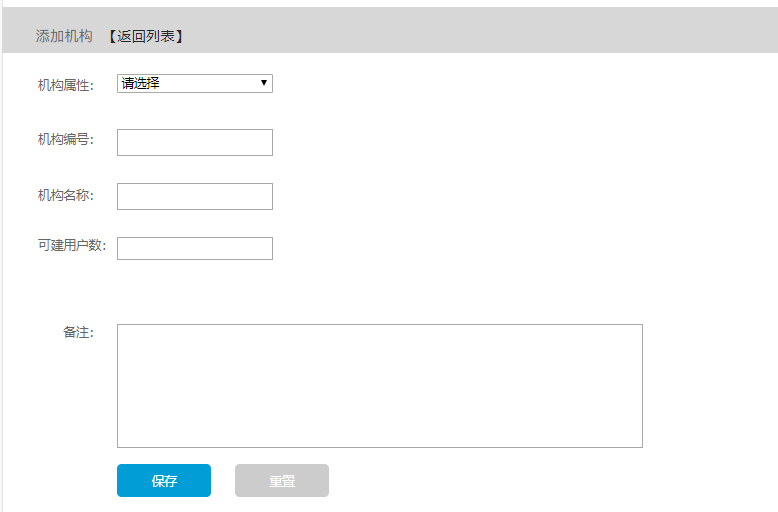 添加机构 【返回列表】
机构属性: 请选择
机构编号:
机构名称:
可建用户数:
备注:
保存 重置